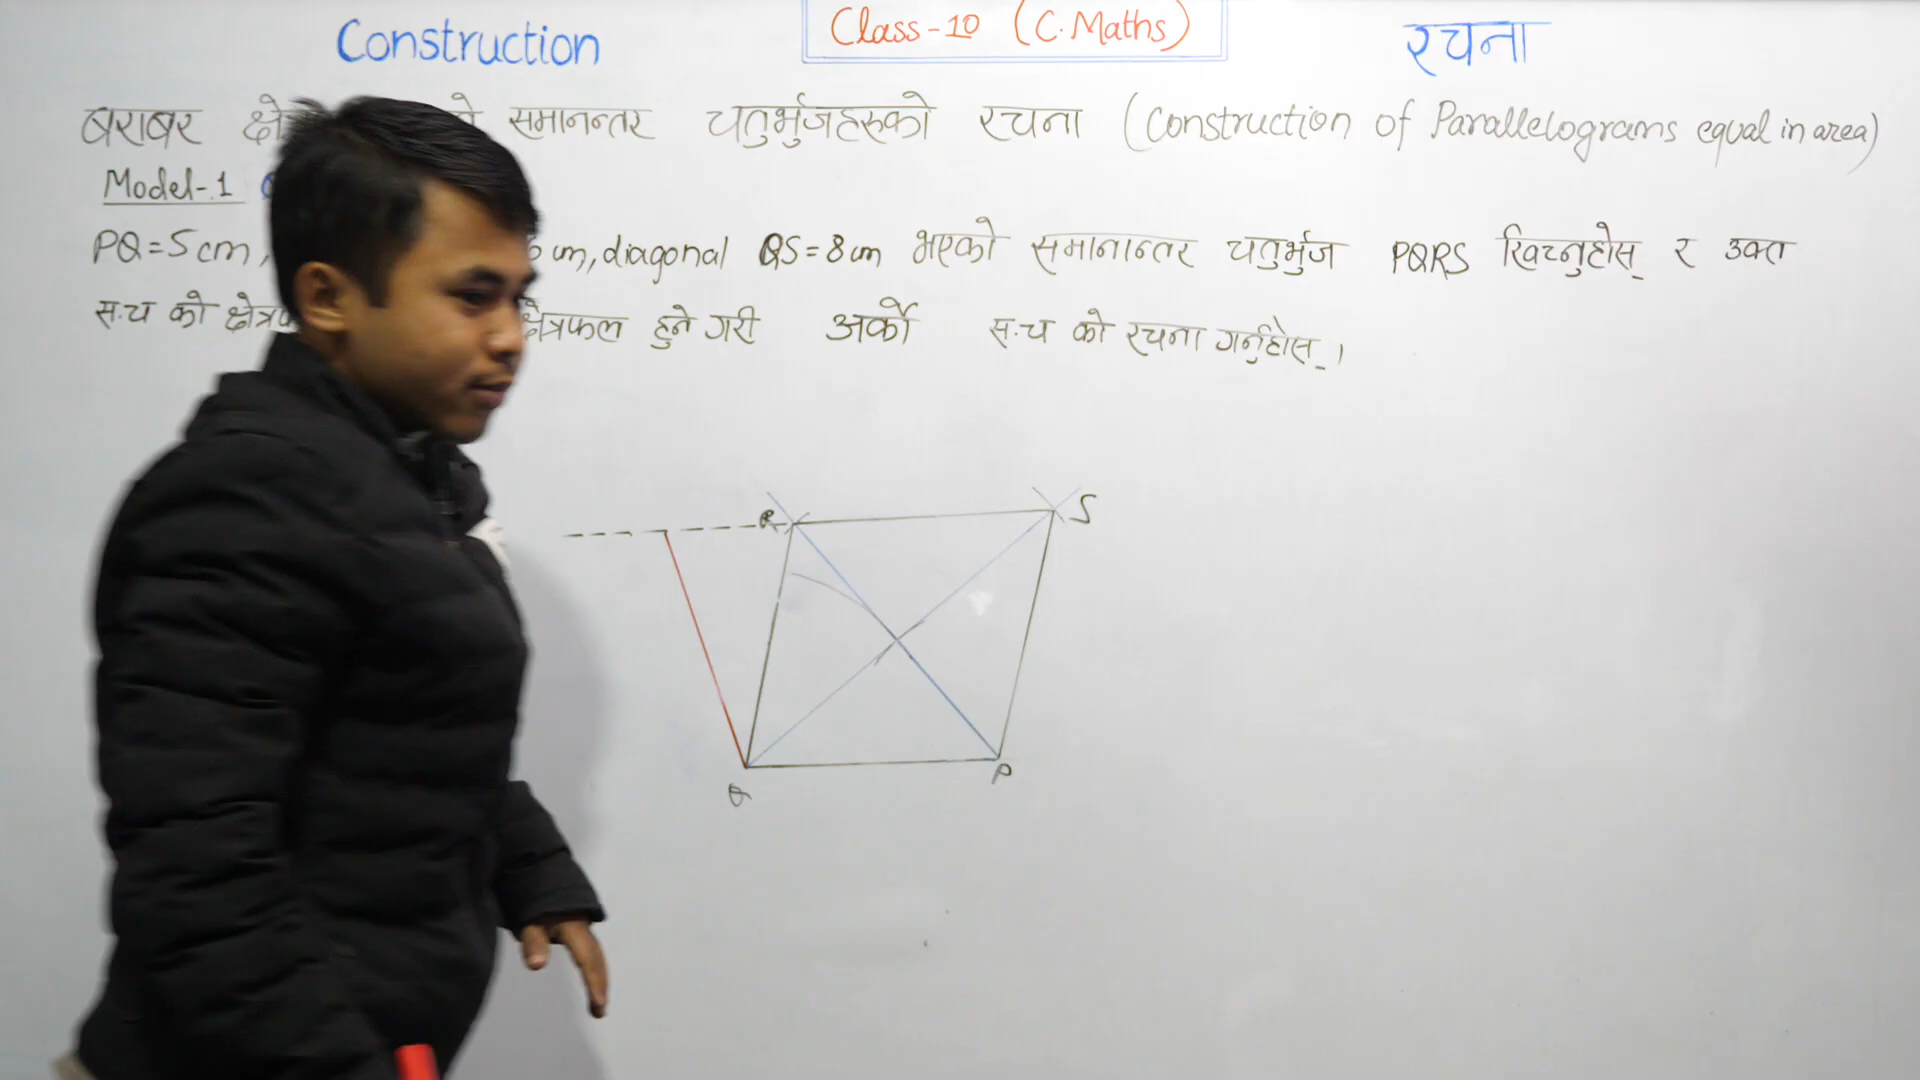 Construction
Class-10 (C.Maths)
रचना
बराबर समानन्तर चतुर्भुजहरुको रचना (Construction of Parallelograms equal in area)
Model-1
PQ=5cm, cm, diagonal QS=8cm भएको समानान्तर चतुर्भुज PQRS खिच्नुहोस् र उक्त
स.च को क्षेत्रफल हुने गरी अर्को स.च को रचना गर्नुहोस्।
R
S
Q
P